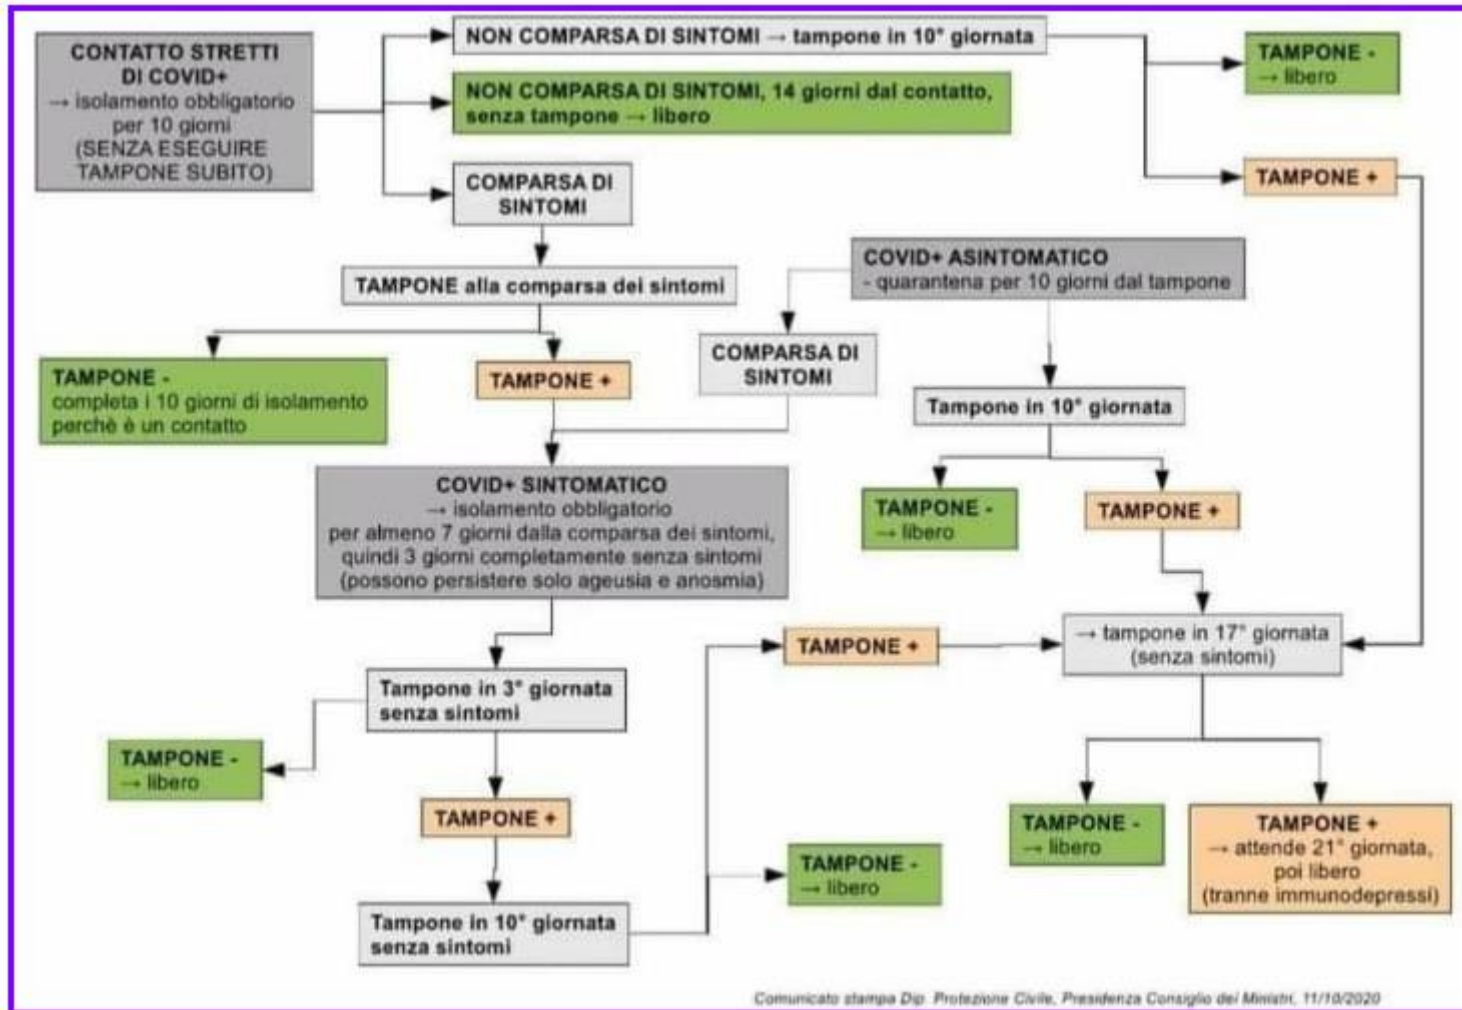 CONTATTO STRETTI
DI COVID+
→ isolamento obbligatorio
per 10 giorni
(SENZA ESEGUIRE
TAMPONE SUBITO)
NON COMPARSA DI SINTOMI → tampone in 10° giornata
NON COMPARSA DI SINTOMI, 14 giorni dal contatto,
senza tampone → libero
COMPARSA DI
SINTOMI
TAMPONE -
→ libero
TAMPONE +
TAMPONE alla comparsa dei sintomi
COVID+ ASINTOMATICO
- quarantena per 10 giorni dal tampone
TAMPONE -
completa i 10 giorni di isolamento
perchè è un contatto
TAMPONE +
COMPARSA DI
SINTOMI
Tampone in 10° giornata
COVID+ SINTOMATICO
→ isolamento obbligatorio
per almeno 7 giorni dalla comparsa dei sintomi,
quindi 3 giorni completamente senza sintomi
(possono persistere solo ageusia e anosmia)
TAMPONE -
→ libero
TAMPONE +
TAMPONE +
→ tampone in 17° giornata
(senza sintomi)
Tampone in 3° giornata
senza sintomi
TAMPONE -
→ libero
TAMPONE +
Tampone in 10° giornata
senza sintomi
TAMPONE -
→ libero
TAMPONE -
→ libero
TAMPONE +
→ attende 21° giornata,
poi libero
(tranne immunodepressi)
Comunicato stampa Dip. Protezione Civile, Presidenza Consiglio dei Ministri, 11/10/2020